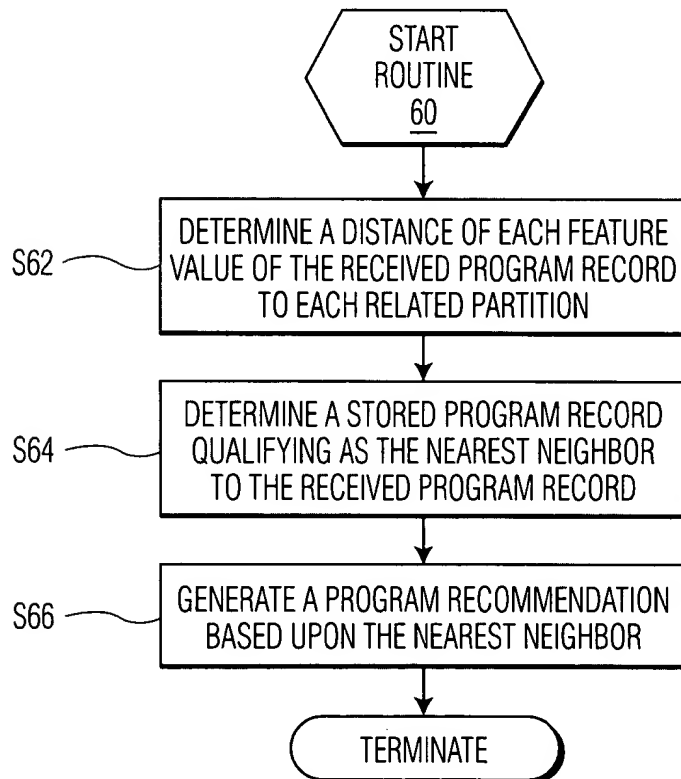 START
ROUTINE
60
S62
DETERMINE A DISTANCE OF EACH FEATURE
VALUE OF THE RECEIVED PROGRAM RECORD
TO EACH RELATED PARTITION
S64
DETERMINE A STORED PROGRAM RECORD
QUALIFYING AS THE NEAREST NEIGHBOR
TO THE RECEIVED PROGRAM RECORD
S66
GENERATE A PROGRAM RECOMMENDATION
BASED UPON THE NEAREST NEIGHBOR
TERMINATE